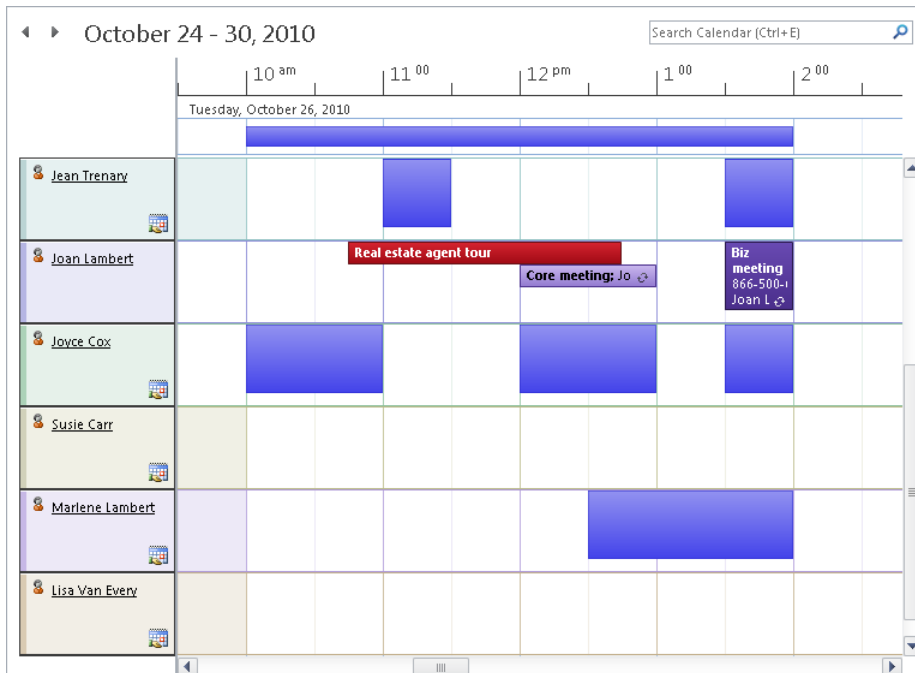 October 24 - 30, 2010
Search Calendar (Ctrl+E)
10 am 11 00 12 pm 1 00 2 00
Tuesday, October 26, 2010
Jean Trenary
Joan Lambert
Real estate agent tour
Core meeting; Jo
Biz
meeting
866-500-
Joan L
Joyce Cox
Susie Carr
Marlene Lambert
Lisa Van Every